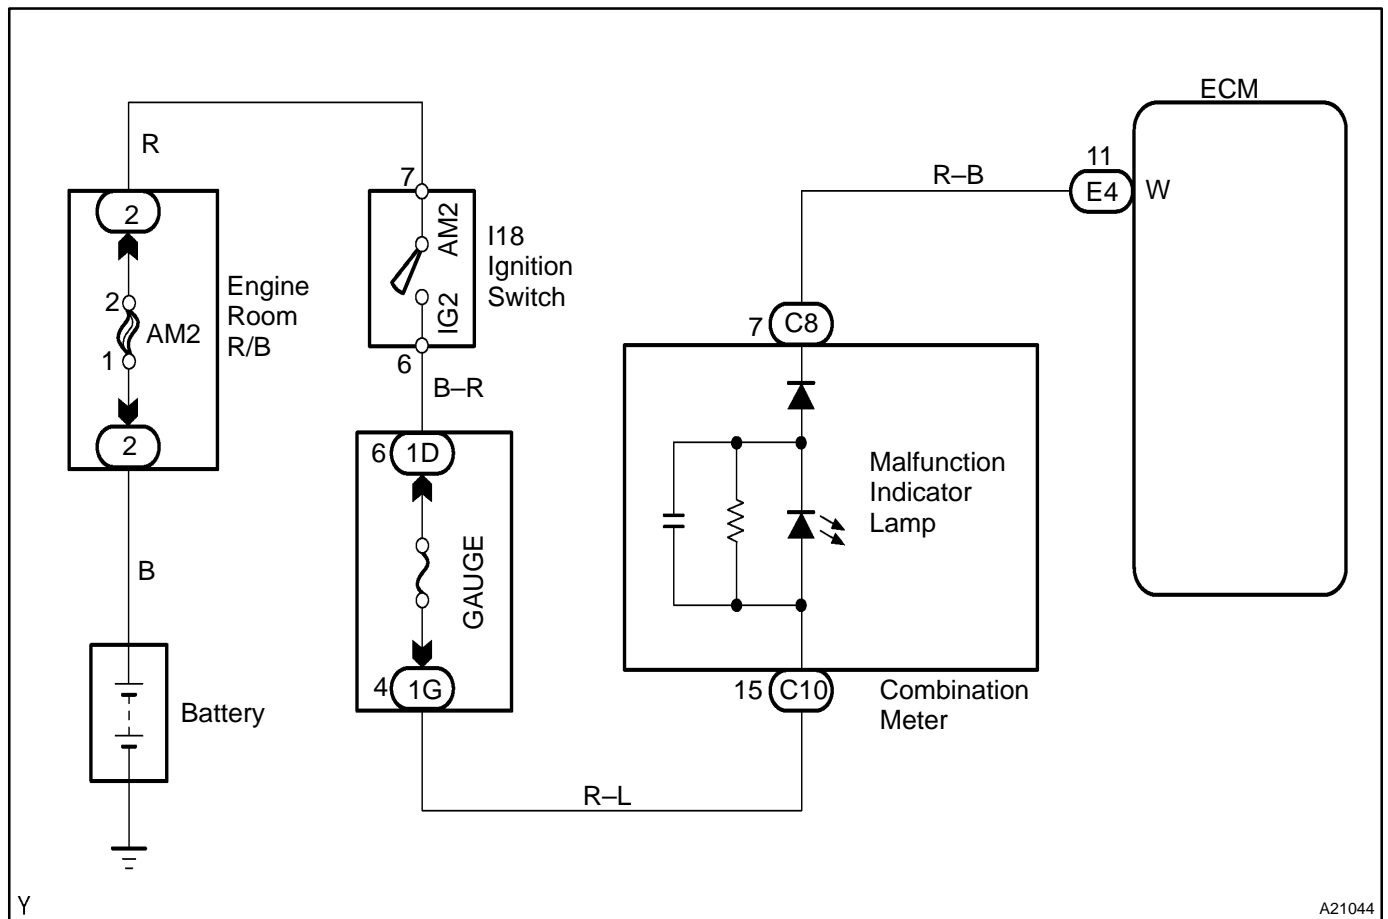 ECM
R
2
2
AM2
1
2
Engine
Room
R/B
B
Battery
7
AM2
IG2
6
I18
Ignition
Switch
B–R
6 1D
GAUGE
4 1G
R–L
R–B
11
E4
W
7 C8
Malfunction
Indicator
Lamp
15 C10
Combination
Meter
Y
A21044